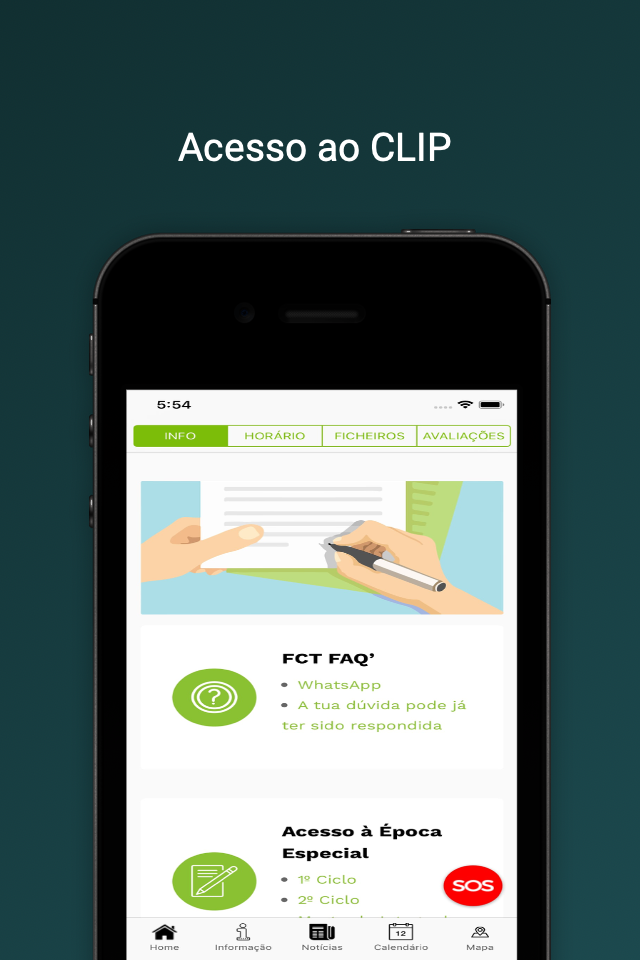 Acesso ao CLIP
5:54
INFO HORÁRIO FICHEIROS AVALIAÇÕES
FCT FAQ’
• WhatsApp
• A tua dúvida pode já
ter sido respondida
Acesso à Época
Especial
• 1º Ciclo
• 2º Ciclo
SOS
12
Home Informação Notícias Calendário Mapa